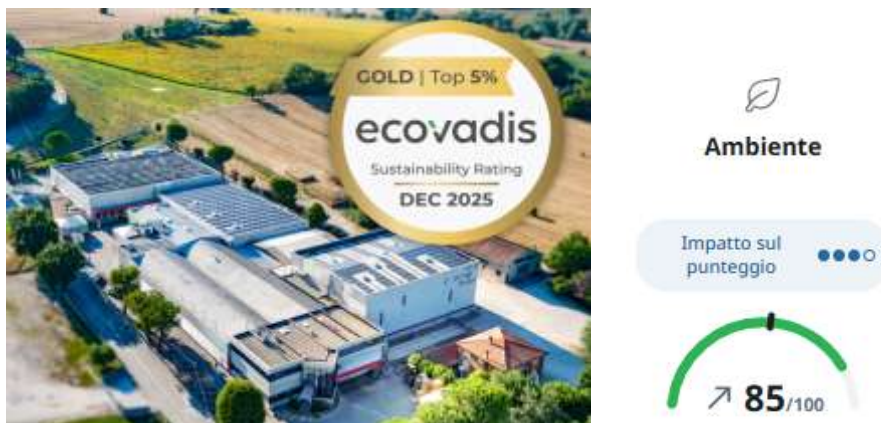 GOLD | Top 5%
ecovadis
Sustainability Rating
DEC 2025
Ambiente
Impatto sul
punteggio
85/100